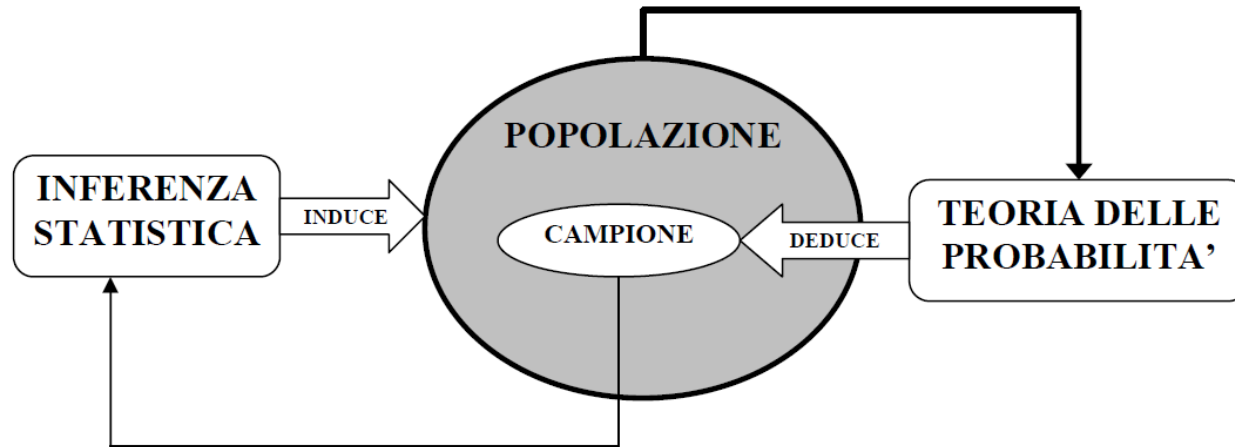 POPOLAZIONE
INFERENZA
STATISTICA
INDUCE
CAMPIONE
DEDUCE
TEORIA DELLE
PROBABILITA’